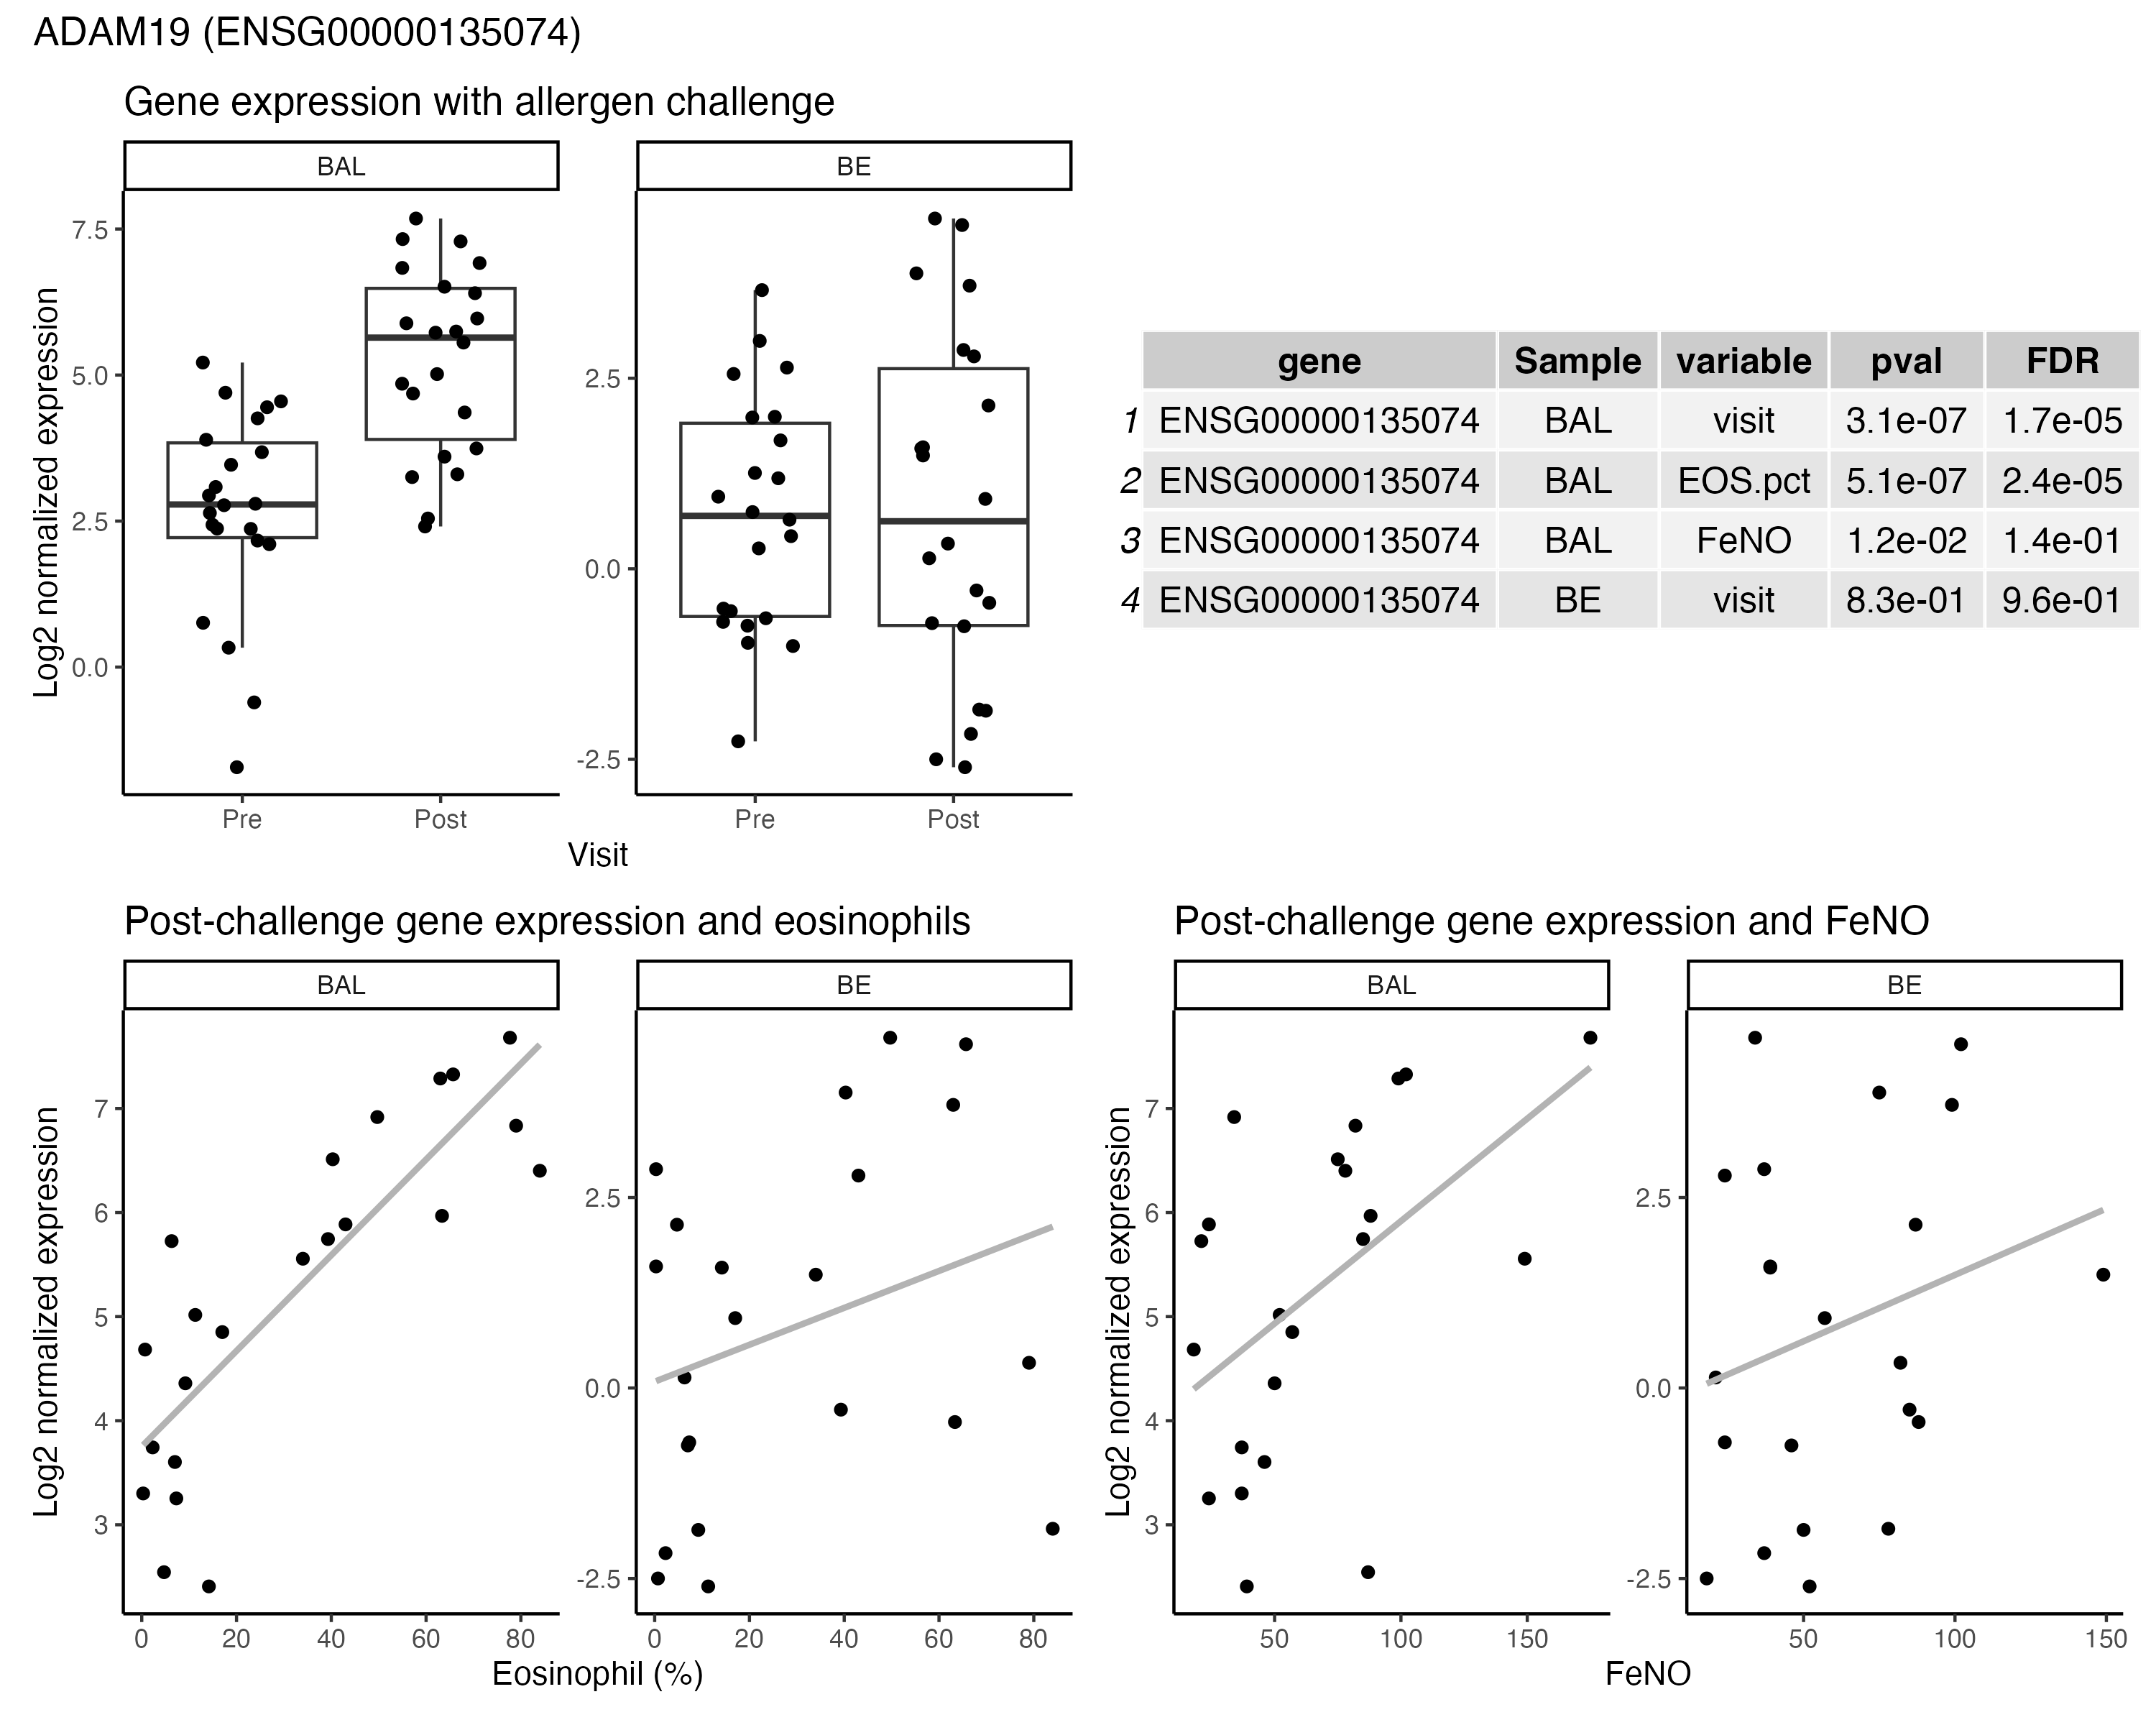 ADAM19 (ENSG00000135074)
Gene expression with allergen challenge
BAL
BE
Log2 normalized expression
7.5
5.0
2.5
0.0
2.5
0.0
-2.5
Pre
Post
Pre
Post
Visit
gene Sample variable pval FDR
1 ENSG00000135074 BAL visit 3.1e-07 1.7e-05
2 ENSG00000135074 BAL EOS.pct 5.1e-07 2.4e-05
3 ENSG00000135074 BAL FeNO 1.2e-02 1.4e-01
4 ENSG00000135074 BE visit 8.3e-01 9.6e-01
Post-challenge gene expression and eosinophils
BAL
BE
Log2 normalized expression
7
6
5
4
3
2.5
0.0
-2.5
0 20 40 60 80
0 20 40 60 80
Eosinophil (%)
Post-challenge gene expression and FeNO
BAL
BE
Log2 normalized expression
7
6
5
4
3
2.5
0.0
-2.5
50 100 150
50 100 150
FeNO